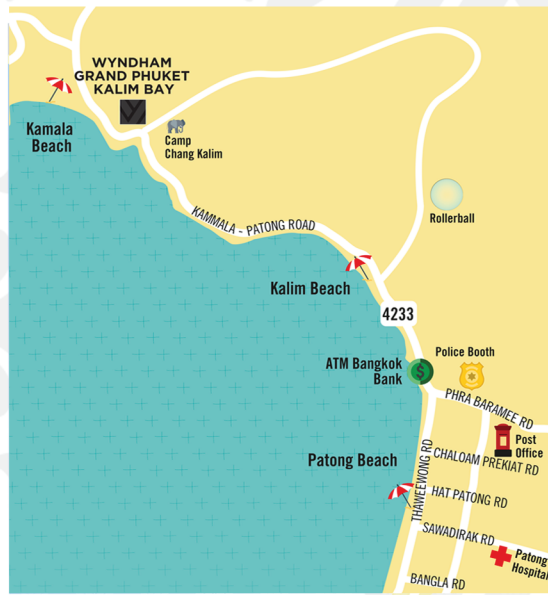 WYNDHAM
GRAND PHUKET
KALIM BAY
Kamala
Beach
Camp
Chang Kalim
KAMMALA - PATONG ROAD
Rollerball
Kalim Beach
4233
ATM Bangkok
Bank
$
Police Booth
PHRA BARAMEE RD
Post
Office
Patong Beach
THAWEEWONG RD
CHALOAM PREKIAT RD
HAT PATONG RD
SAWADIRAK RD
Patong
Hospital
BANGLA RD